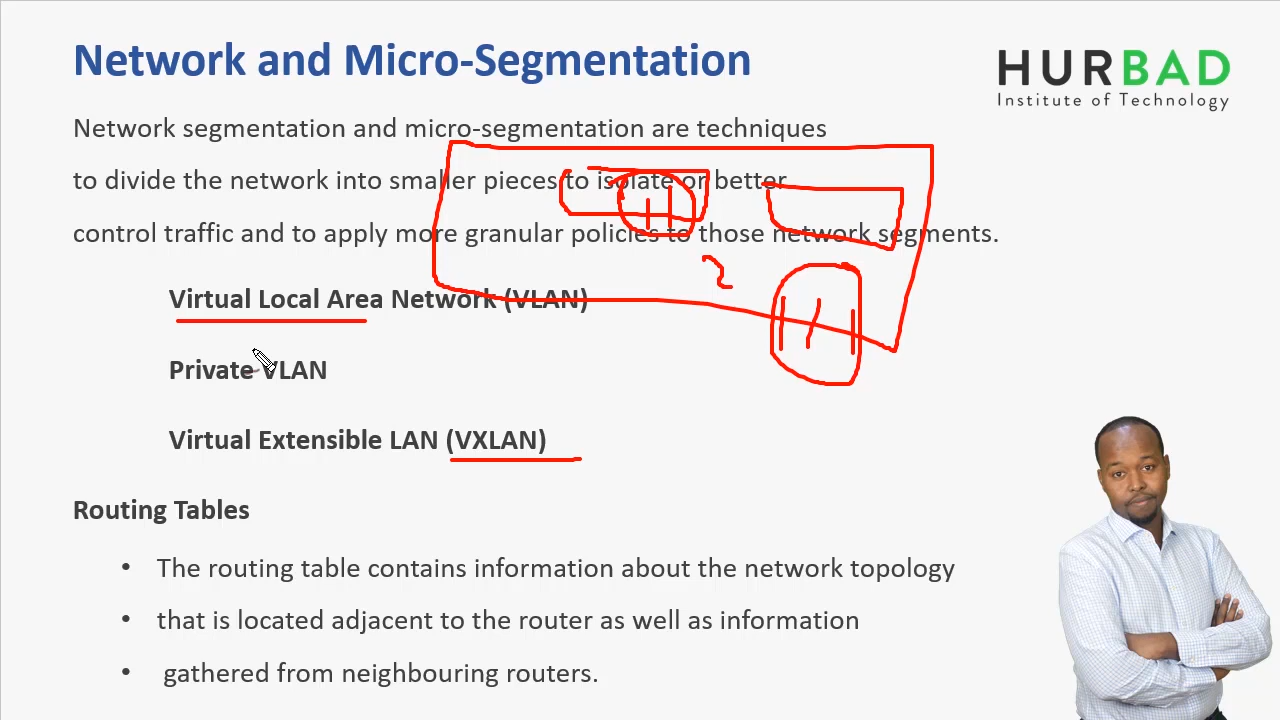 Network and Micro-Segmentation
HURBAD
Institute of Technology
Network segmentation and micro-segmentation are techniques
to divide the network into smaller pieces to isolate or better
control traffic and to apply more granular policies to those network segments.
Virtual Local Area Network (VLAN)
Private VLAN
Virtual Extensible LAN (VXLAN)
Routing Tables
• The routing table contains information about the network topology
• that is located adjacent to the router as well as information
• gathered from neighbouring routers.